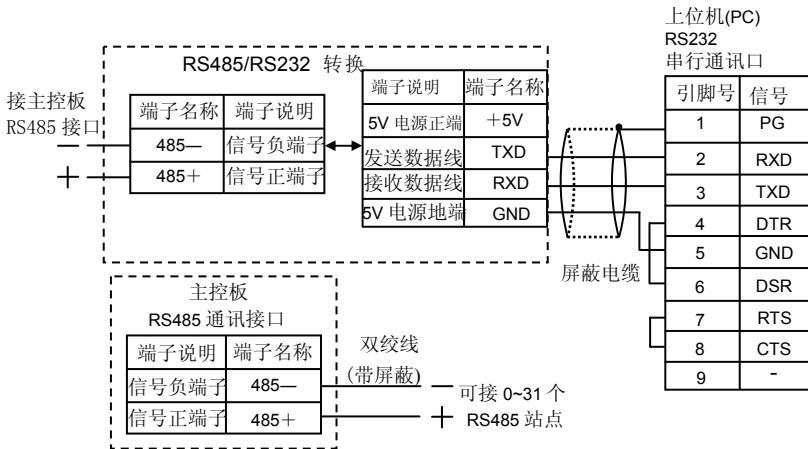 上位机(PC)
RS232
串行通讯口
引脚号 信号
1 PG
2 RXD
3 TXD
4 DTR
5 GND
6 DSR
7 RTS
8 CTS
9 -
RS485/RS232 转换
接主控板
RS485 接口
—
+
端子名称 端子说明
485— 信号负端子
485+ 信号正端子
端子说明 端子名称
5V 电源正端 +5V
发送数据线 TXD
接收数据线 RXD
5V 电源地端 GND
屏蔽电缆
主控板
RS485 通讯接口
端子说明 端子名称
信号负端子 485—
信号正端子 485+
双绞线
(带屏蔽)
—
+
可接 0~31 个
RS485 站点